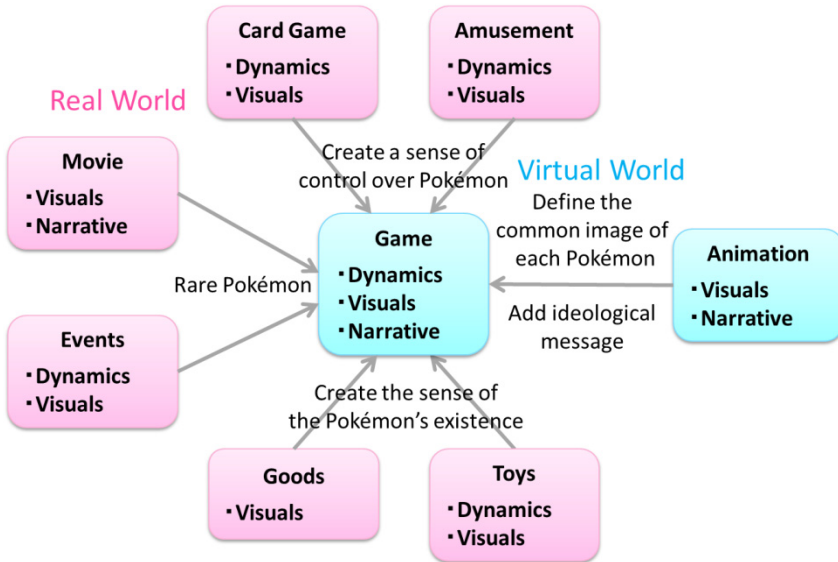 Card Game
・Dynamics
・Visuals
Amusement
・Dynamics
・Visuals
Real World
Movie
・Visuals
・Narrative
Create a sense of
control over Pokémon
Virtual World
Define the
common image of
each Pokémon
Game
・Dynamics
・Visuals
・Narrative
Animation
・Visuals
・Narrative
Rare Pokémon
Add ideological
message
Events
・Dynamics
・Visuals
Create the sense of
the Pokémon’s existence
Goods
・Visuals
Toys
・Dynamics
・Visuals